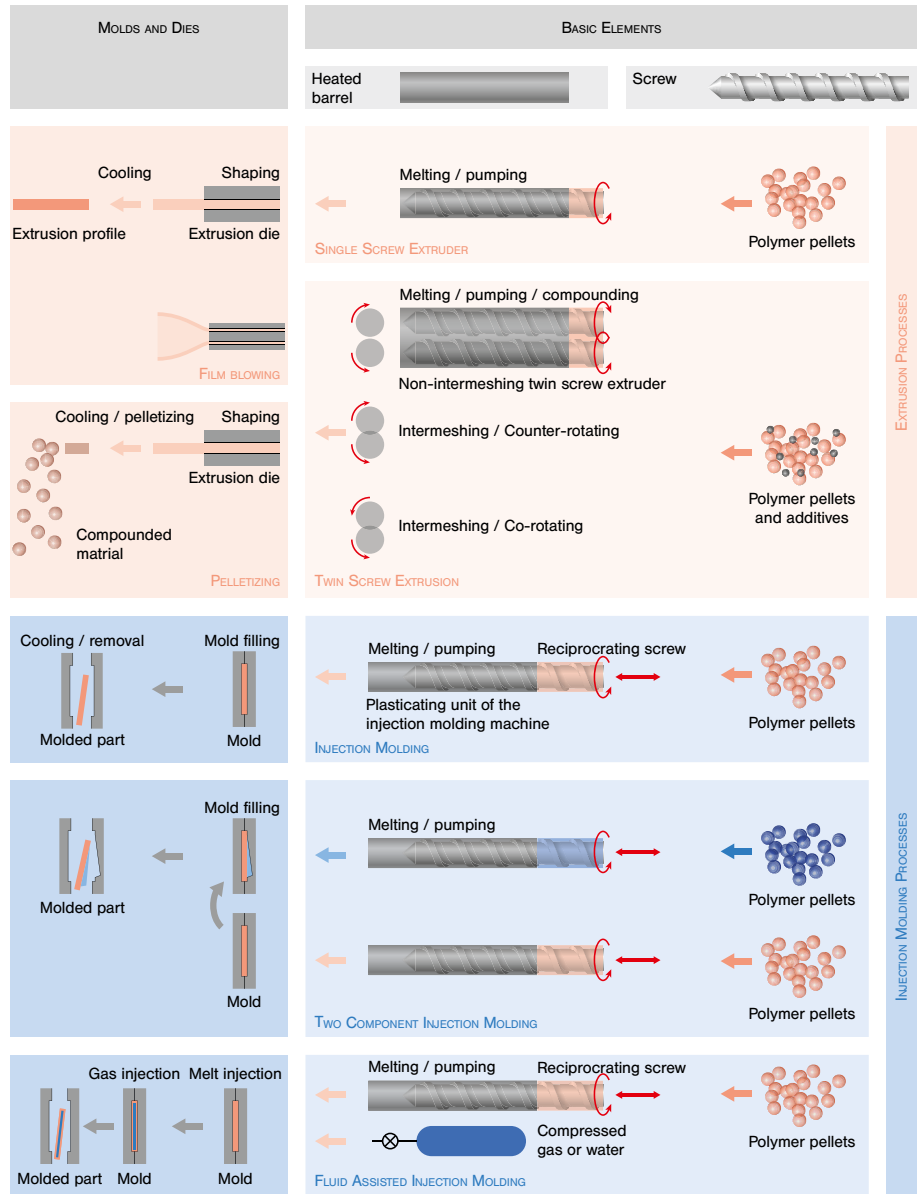 MOLDS AND DIES
BASIC ELEMENTS
Heated
barrel
Screw
Cooling
Shaping
Extrusion profile
Extrusion die
FILM BLOWING
Melting / pumping
Polymer pellets
SINGLE SCREW EXTRUDER
Melting / pumping / compounding
Non-intermeshing twin screw extruder
Intermeshing / Counter-rotating
Intermeshing / Co-rotating
Polymer pellets
and additives
TWIN SCREW EXTRUSION
EXTRUSION PROCESSES
Cooling / pelletizing
Shaping
Extrusion die
Compounded
matrial
PELLETIZING
Cooling / removal
Mold filling
Molded part
Mold
Melting / pumping
Reciprocrating screw
Plasticating unit of the
injection molding machine
Polymer pellets
INJECTION MOLDING
INJECTION MOLDING PROCESSES
Mold filling
Molded part
Mold
Melting / pumping
Polymer pellets
Polymer pellets
TWO COMPONENT INJECTION MOLDING
Gas injection
Melt injection
Molded part
Mold
Mold
Melting / pumping
Reciprocrating screw
Compressed
gas or water
Polymer pellets
FLUID ASSISTED INJECTION MOLDING